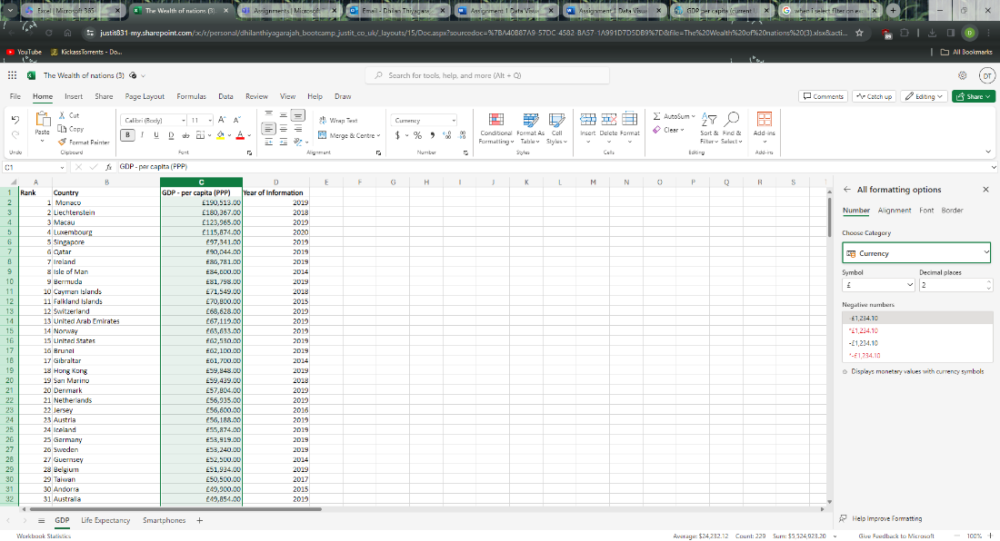 Excel | Microsoft 365
The Wealth of nations (3)
Assignments | Microsoft
Email - Dhilan Thiyagara
Assignment 1 Data Visua
Assignment 1 Data Visua
GDP per capita (current
when I select filter on exc
justit831-my.sharepoint.com/:x:/r/personal/dhilanthiyagarajah_bootcamp_justit_co_uk/_layouts/15/Doc.aspx?sourcedoc=%7BA40B87A9-57DC-4582-BA57-1A991D7D5DB9%7D&file=The%20Wealth%20of%20nations%20(3).xlsx&acti...
YouTube KickassTorrents - Do... All Bookmarks
The Wealth of nations (3) Search for tools, help, and more (Alt + Q) DT
File Home Insert Share Page Layout Formulas Data Review View Help Draw Comments Catch up Editing Share
Paste Cut Copy Format Painter
Calibri (Body) 11
B I U D ab A
Wrap Text
Merge & Centre
Currency
$ % 9
Conditional Formatting Format As Table Cell Styles
Insert Delete Format
AutoSum Clear Sort & Filter Find & Select Add-ins
Undo Clipboard Font Alignment Number Styles Cells Editing Add-ins
C1 fx GDP - per capita (PPP)
A B C D E F G H I J K L M N O P Q R S
1 Rank Country GDP - per capita (PPP) Year of Information
2 1 Monaco £190,513.00 2019
3 2 Liechtenstein £180,367.00 2018
4 3 Macau £123,965.00 2019
5 4 Luxembourg £115,874.00 2020
6 5 Singapore £97,341.00 2019
7 6 Qatar £90,044.00 2019
8 7 Ireland £86,781.00 2019
9 8 Isle of Man £84,600.00 2014
10 9 Bermuda £81,798.00 2019
11 10 Cayman Islands £71,549.00 2018
12 11 Falkland Islands £70,800.00 2015
13 12 Switzerland £68,628.00 2019
14 13 United Arab Emirates £67,119.00 2019
15 14 Norway £63,633.00 2019
16 15 United States £62,530.00 2019
17 16 Brunei £62,100.00 2019
18 17 Gibraltar £61,700.00 2014
19 18 Hong Kong £59,848.00 2019
20 19 San Marino £59,439.00 2018
21 20 Denmark £57,804.00 2019
22 21 Netherlands £56,935.00 2019
23 22 Jersey £56,600.00 2016
24 23 Austria £56,188.00 2019
25 24 Iceland £55,874.00 2019
26 25 Germany £53,919.00 2019
27 26 Sweden £53,240.00 2019
28 27 Guernsey £52,500.00 2014
29 28 Belgium £51,934.00 2019
30 29 Taiwan £50,500.00 2017
31 30 Andorra £49,900.00 2015
32 31 Australia £49,854.00 2019
All formatting options
Number Alignment Font Border
Choose Category
Currency
Symbol Decimal places
£ 2
Negative numbers
-£1,234.10
*£1,234.10
-£1,234.10
*-£1,234.10
Displays monetary values with currency symbols
Help Improve Formatting
GDP Life Expectancy Smartphones
Workbook Statistics Average: $24,232.12 Count: 229 Sum: $5,524,923.20 Give Feedback to Microsoft 100%